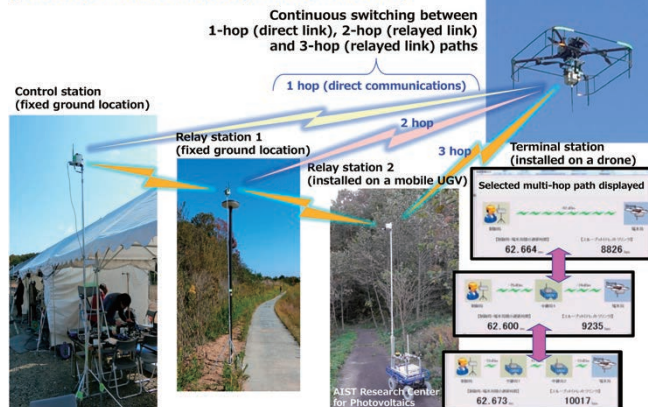 Continuous switching between
1-hop (direct link), 2-hop (relayed link)
and 3-hop (relayed link) paths
Control station
(fixed ground location)
1 hop (direct communications)
2 hop
Relay station 1
(fixed ground location)
3 hop
Relay station 2
(installed on a mobile UGV)
Terminal station
(installed on a drone)
Selected multi-hop path displayed
62.664
8826
62.600
9235
62.673
10017
AIST Research Center
for Photovoltaics